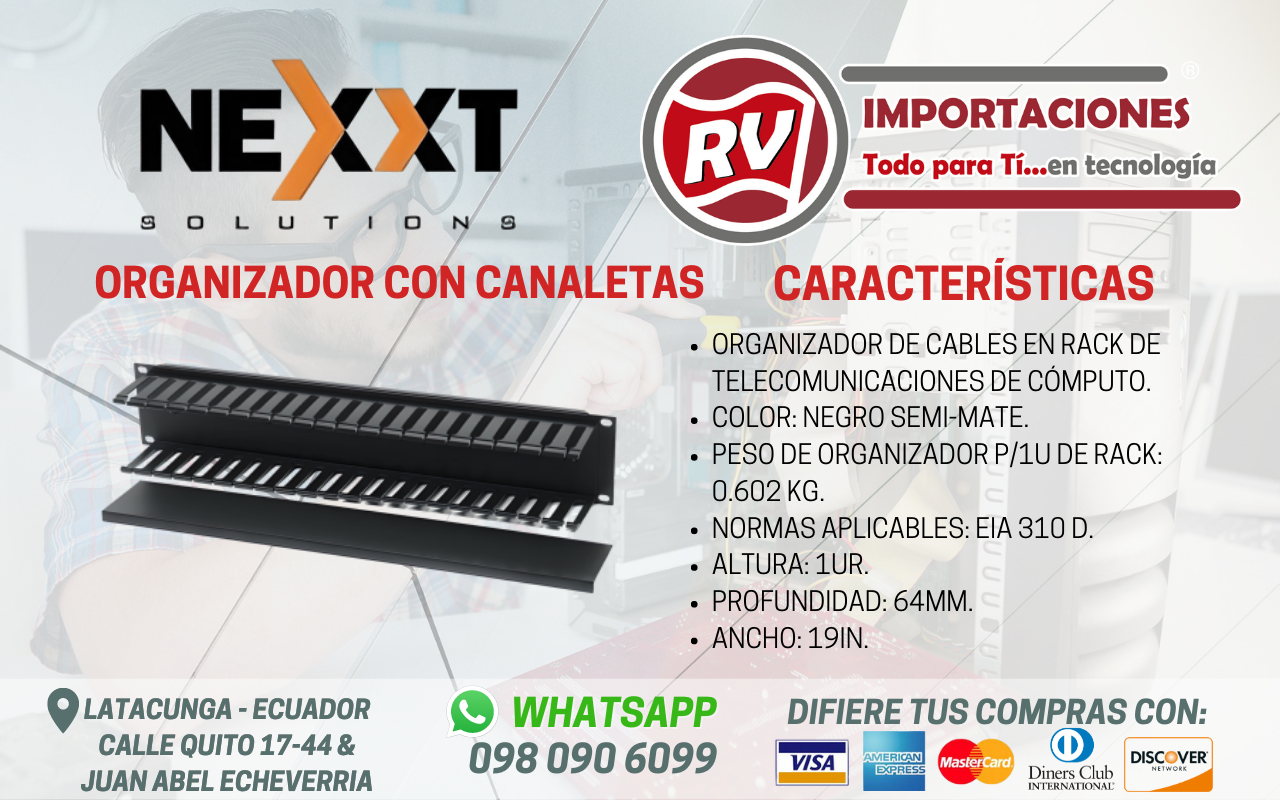 NEXXT
SOLUTIONS
RV
IMPORTACIONES
®
Todo para Tí...en tecnología
ORGANIZADOR CON CANALETAS
CARACTERÍSTICAS
• ORGANIZADOR DE CABLES EN RACK DE
TELECOMUNICACIONES DE CÓMPUTO.
• COLOR: NEGRO SEMI-MATE.
• PESO DE ORGANIZADOR P/1U DE RACK:
0.602 KG.
• NORMAS APLICABLES: EIA 310 D.
• ALTURA: 1UR.
• PROFUNDIDAD: 64MM.
• ANCHO: 19IN.
LATACUNGA - ECUADOR
CALLE QUITO 17-44 &
JUAN ABEL ECHEVERRIA
WHATSAPP
098 090 6099
DIFIERE TUS COMPRAS CON:
VISA
AMERICAN
EXPRESS
MasterCard
Diners Club
INTERNATIONAL®
DISCOVER
NETWORK